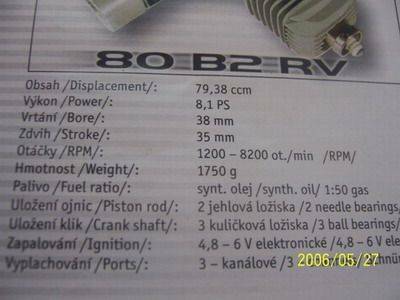 80 B2 RV
Obsah /Displacement/: 79,38 ccm
Výkon /Power/: 8,1 PS
Vrtání /Bore/: 38 mm
Zdvih /Stroke/: 35 mm
Otáčky /RPM/: 1200 – 8200 ot./min /RPM/
Hmotnost /Weight/: 1750 g
Palivo /Fuel ratio/: synt. olej /synth. oil/ 1:50 gas
Uložení ojnic /Piston rod/: 2 jehlová ložiska /2 needle bearings/
Uložení klik /Crank shaft/: 3 kuličková ložiska /3 ball bearings/
Zapalování /Ignition/: 4,8 – 6 V elektronické /4,8 – 6 V ele
Vyplachování /Ports/: 3 – kanálové /3
2006/05/27